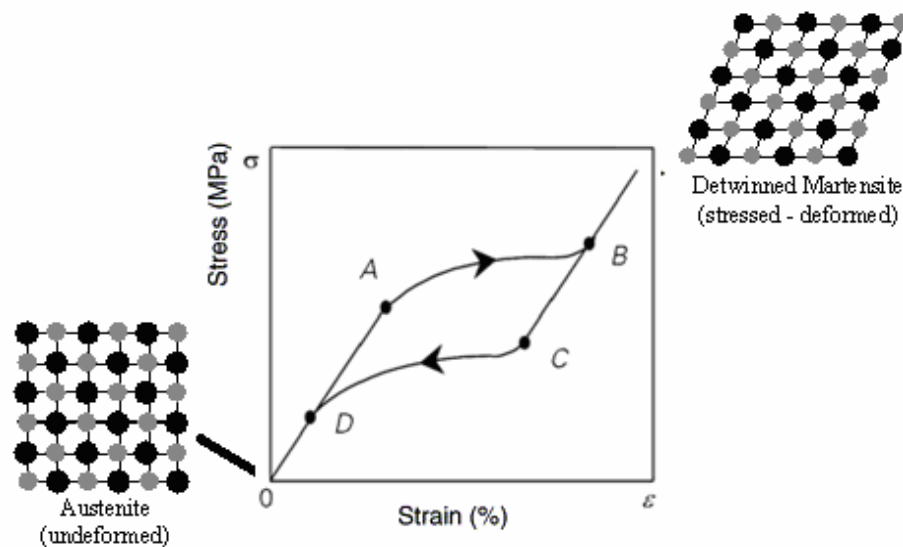 Detwinned Martensite
(stressed - deformed)
σ
Stress (MPa)
A
B
C
D
Austenite
(undeformed)
0
Strain (%)
ε